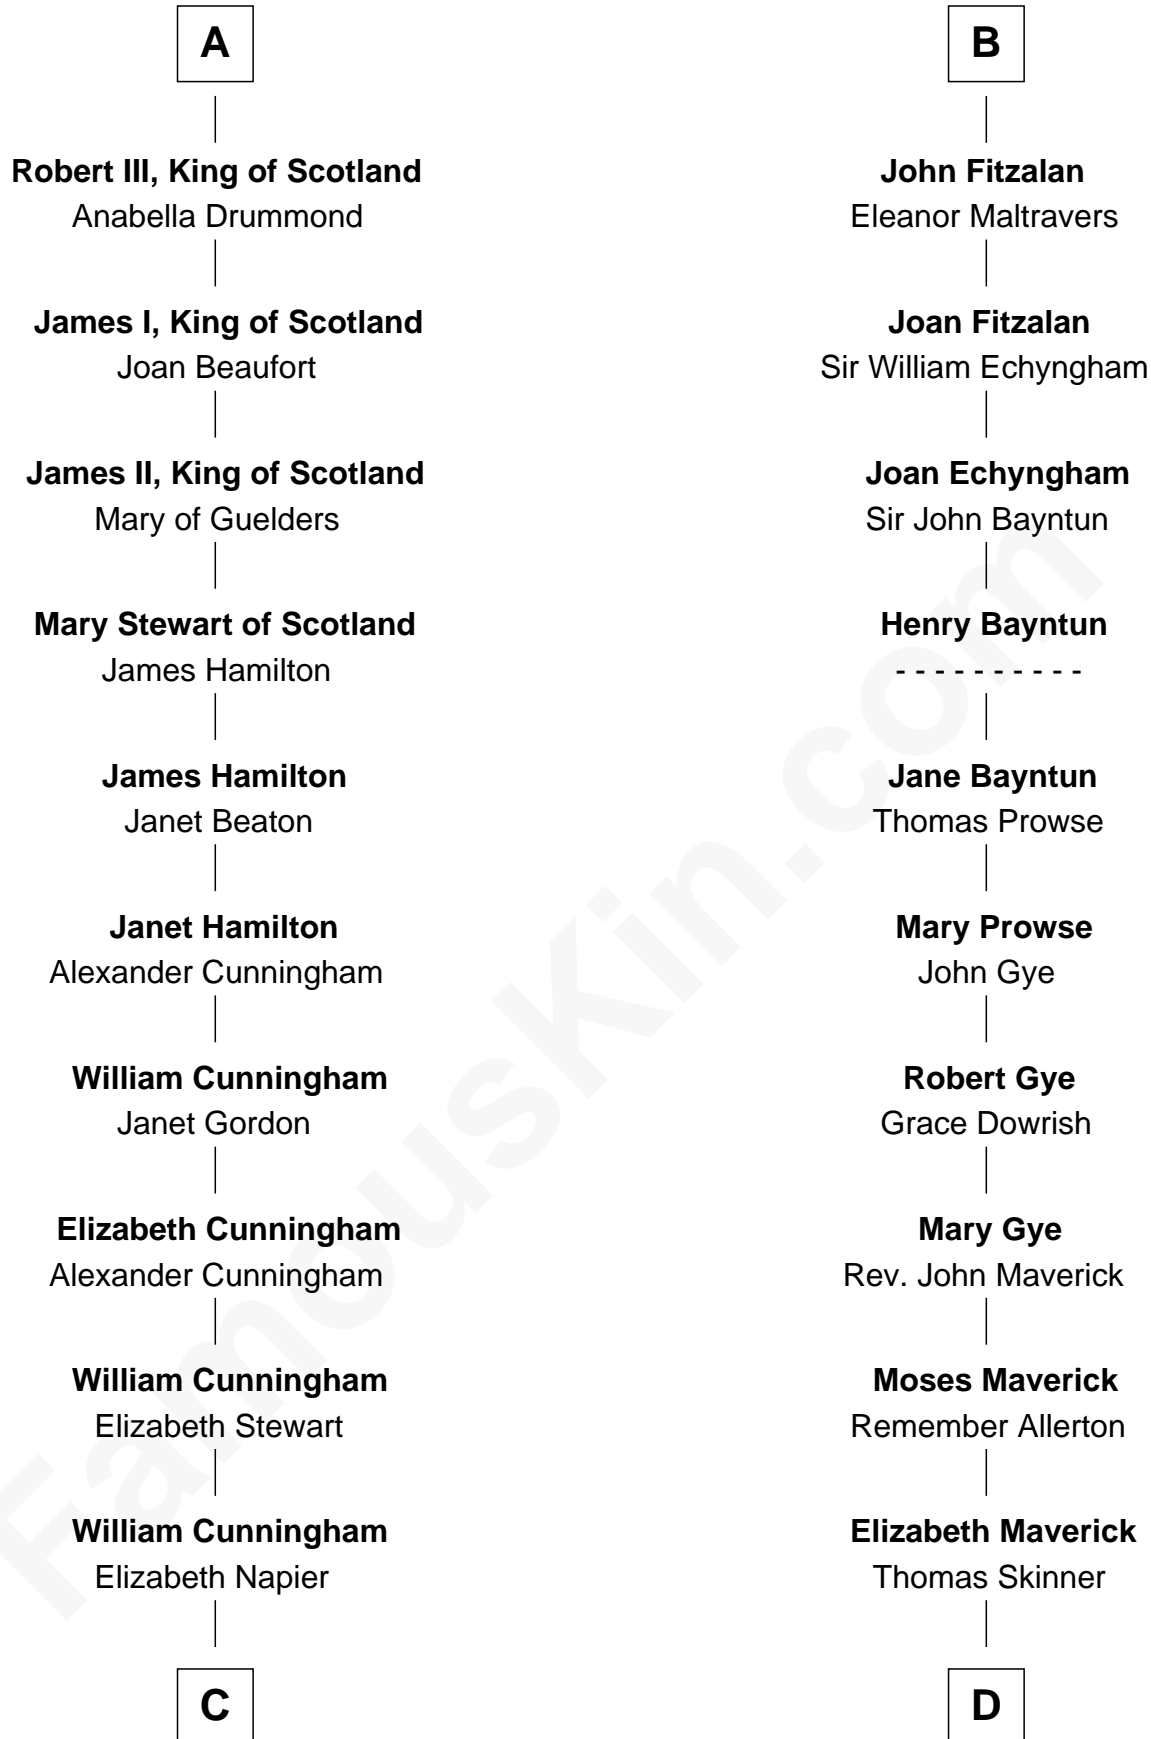 A
Robert III, King of Scotland
Anabella Drummond
James I, King of Scotland
Joan Beaufort
James II, King of Scotland
Mary of Guelders
Mary Stewart of Scotland
James Hamilton
James Hamilton
Janet Beaton
Janet Hamilton
Alexander Cunningham
William Cunningham
Janet Gordon
Elizabeth Cunningham
Alexander Cunningham
William Cunningham
Elizabeth Stewart
William Cunningham
Elizabeth Napier
C
B
John Fitzalan
Eleanor Maltravers
Joan Fitzalan
Sir William Echyngham
Joan Echyngham
Sir John Bayntun
Henry Bayntun
- - - - - - - - - -
Jane Bayntun
Thomas Prowse
Mary Prowse
John Gye
Robert Gye
Grace Dowrish
Mary Gye
Rev. John Maverick
Moses Maverick
Remember Allerton
Elizabeth Maverick
Thomas Skinner
D
FamousKin.com